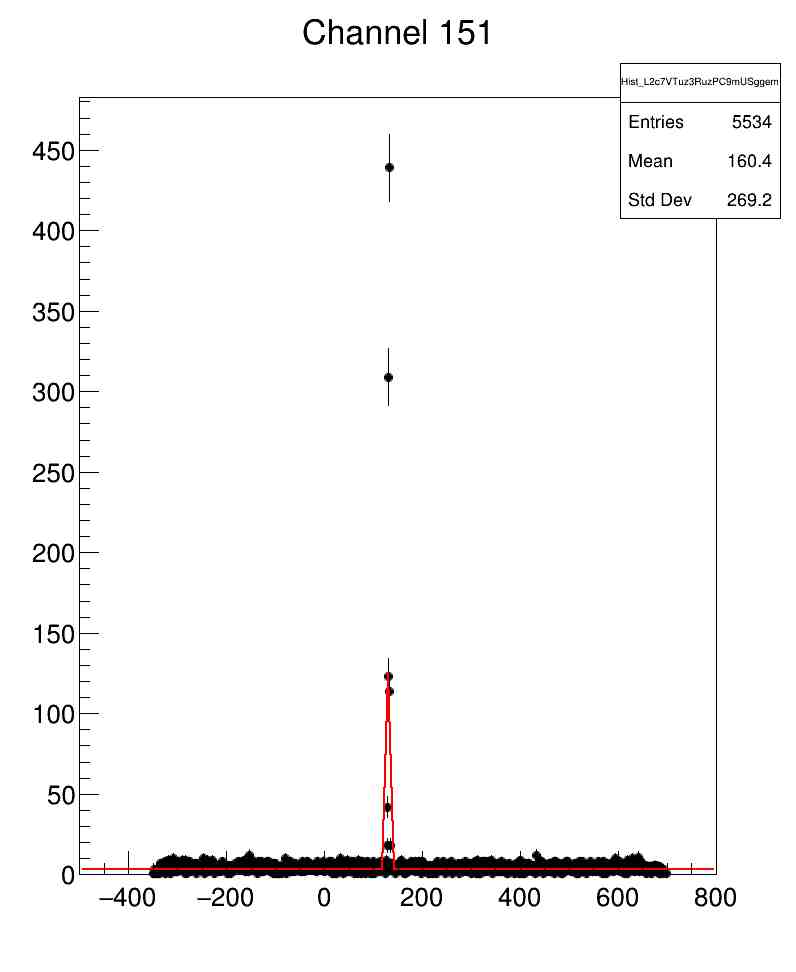 Channel 151
Hist_L2c7VTuz3RuzPC9mUSggem
Entries 5534
Mean 160.4
Std Dev 269.2
450
400
350
300
250
200
150
100
50
0
−400 −200 0 200 400 600 800